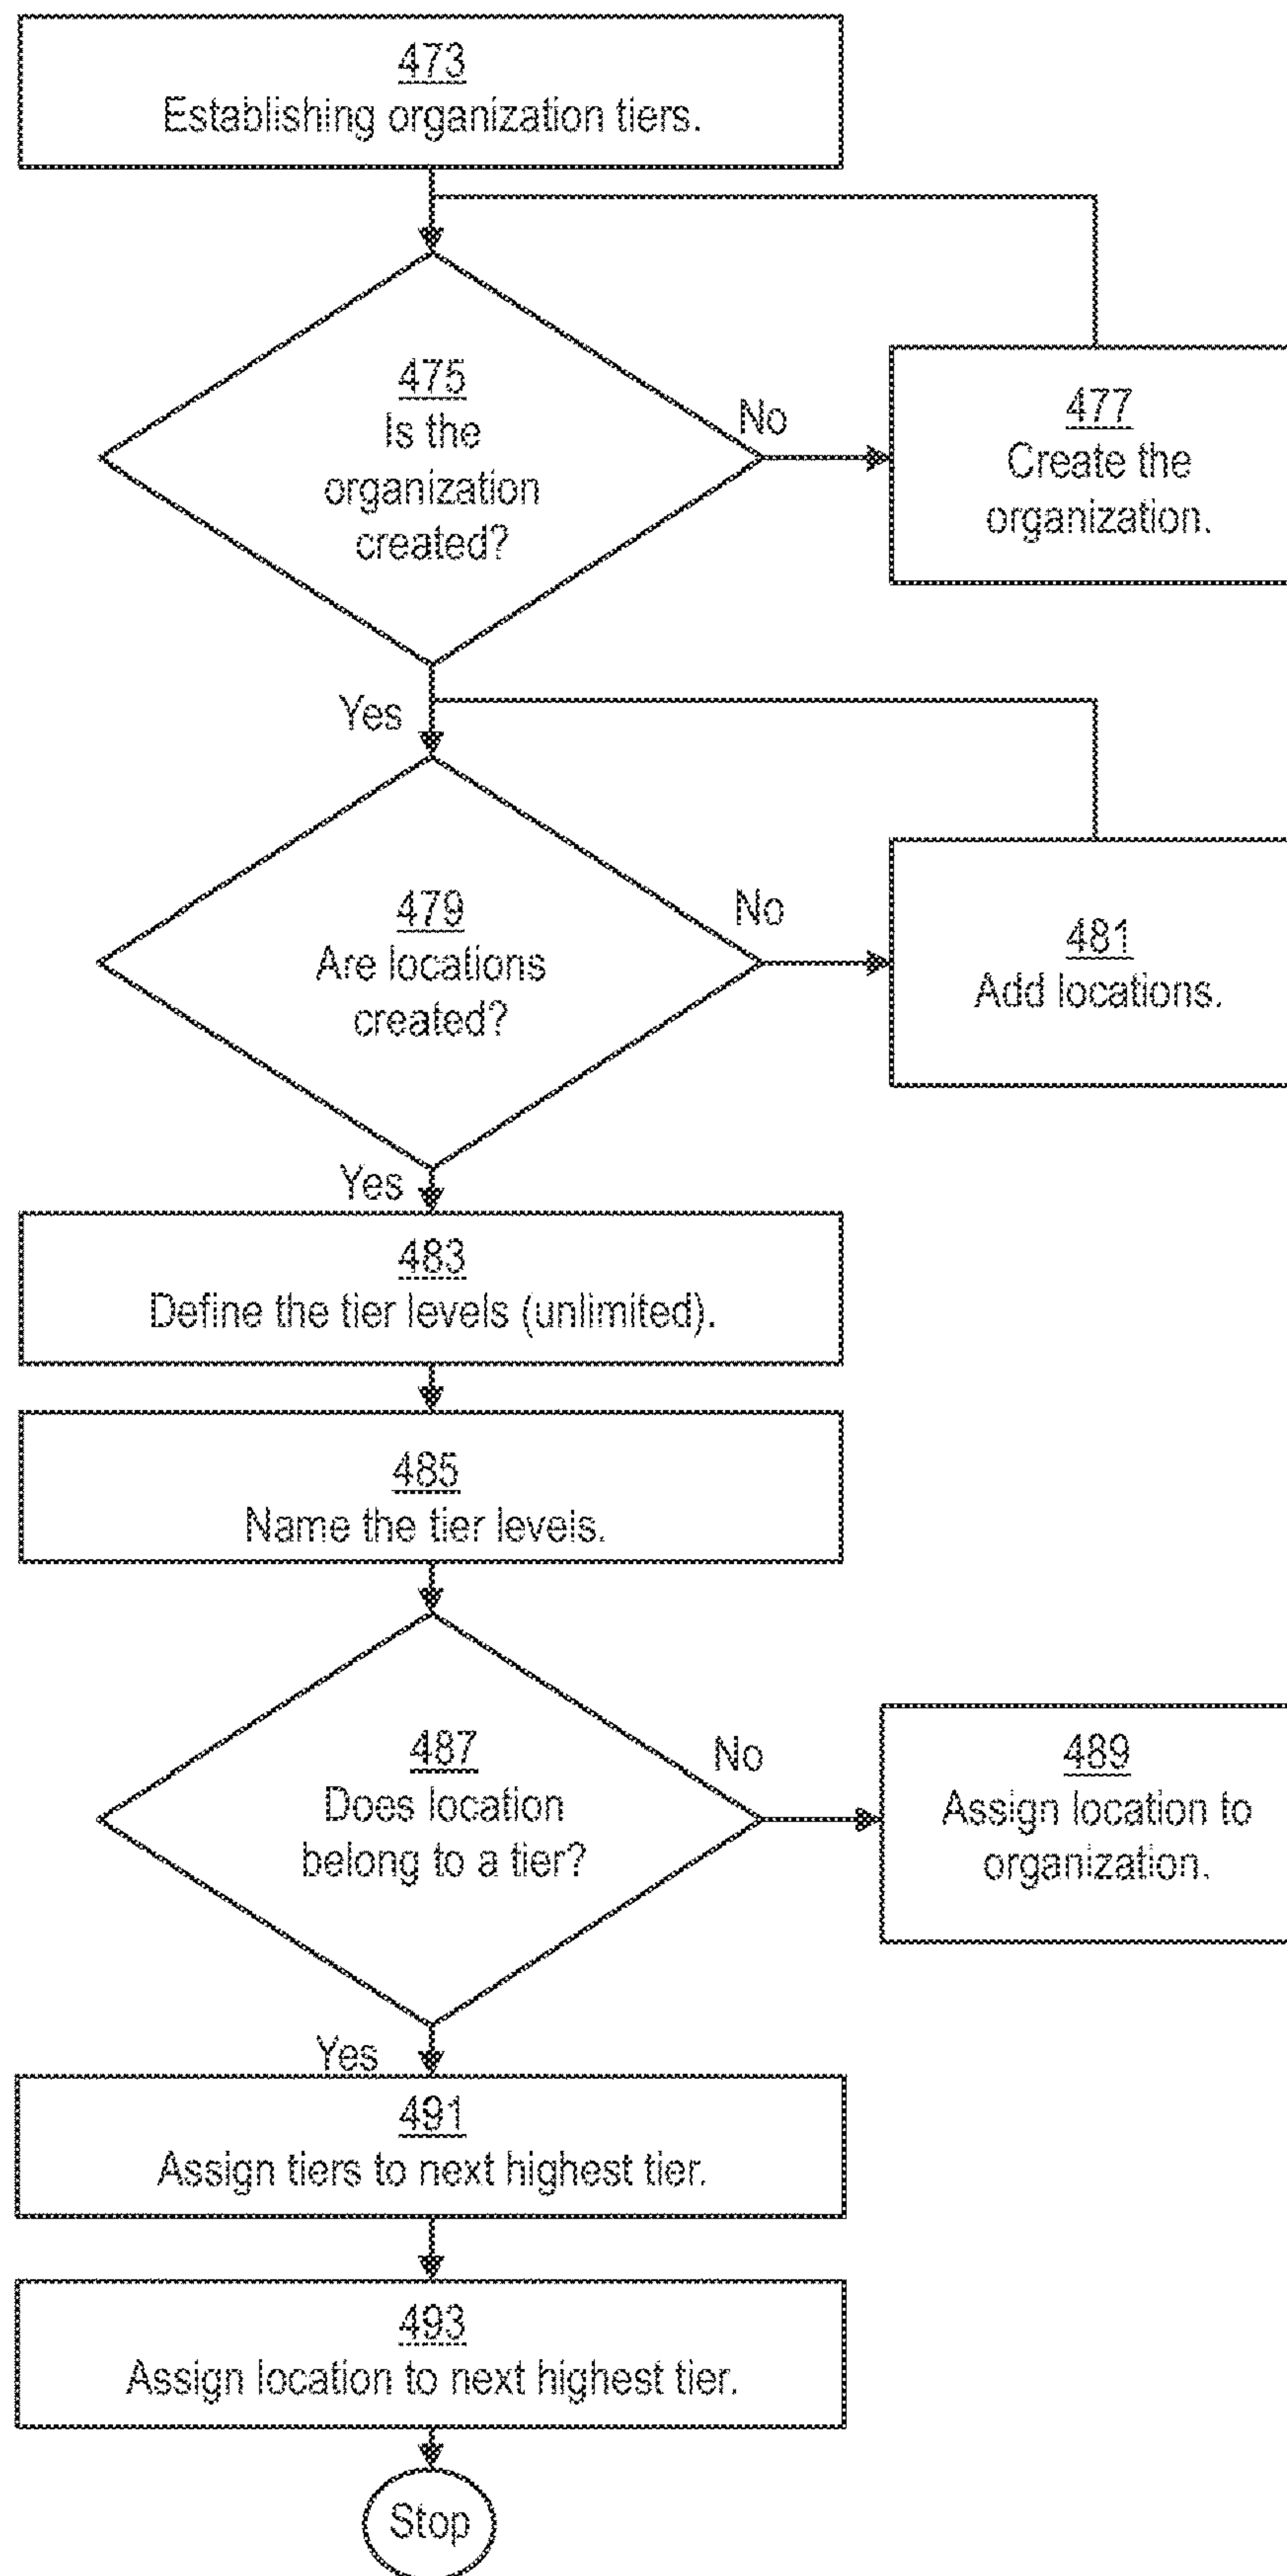 473
Establishing organization tiers.
475
Is the
organization
created?
No
477
Create the
organization.
Yes
479
Are locations
created?
No
481
Add locations.
Yes
483
Define the tier levels (unlimited).
485
Name the tier levels.
487
Does location
belong to a tier?
No
489
Assign location to
organization.
Yes
491
Assign tiers to next highest tier.
493
Assign location to next highest tier.
Stop